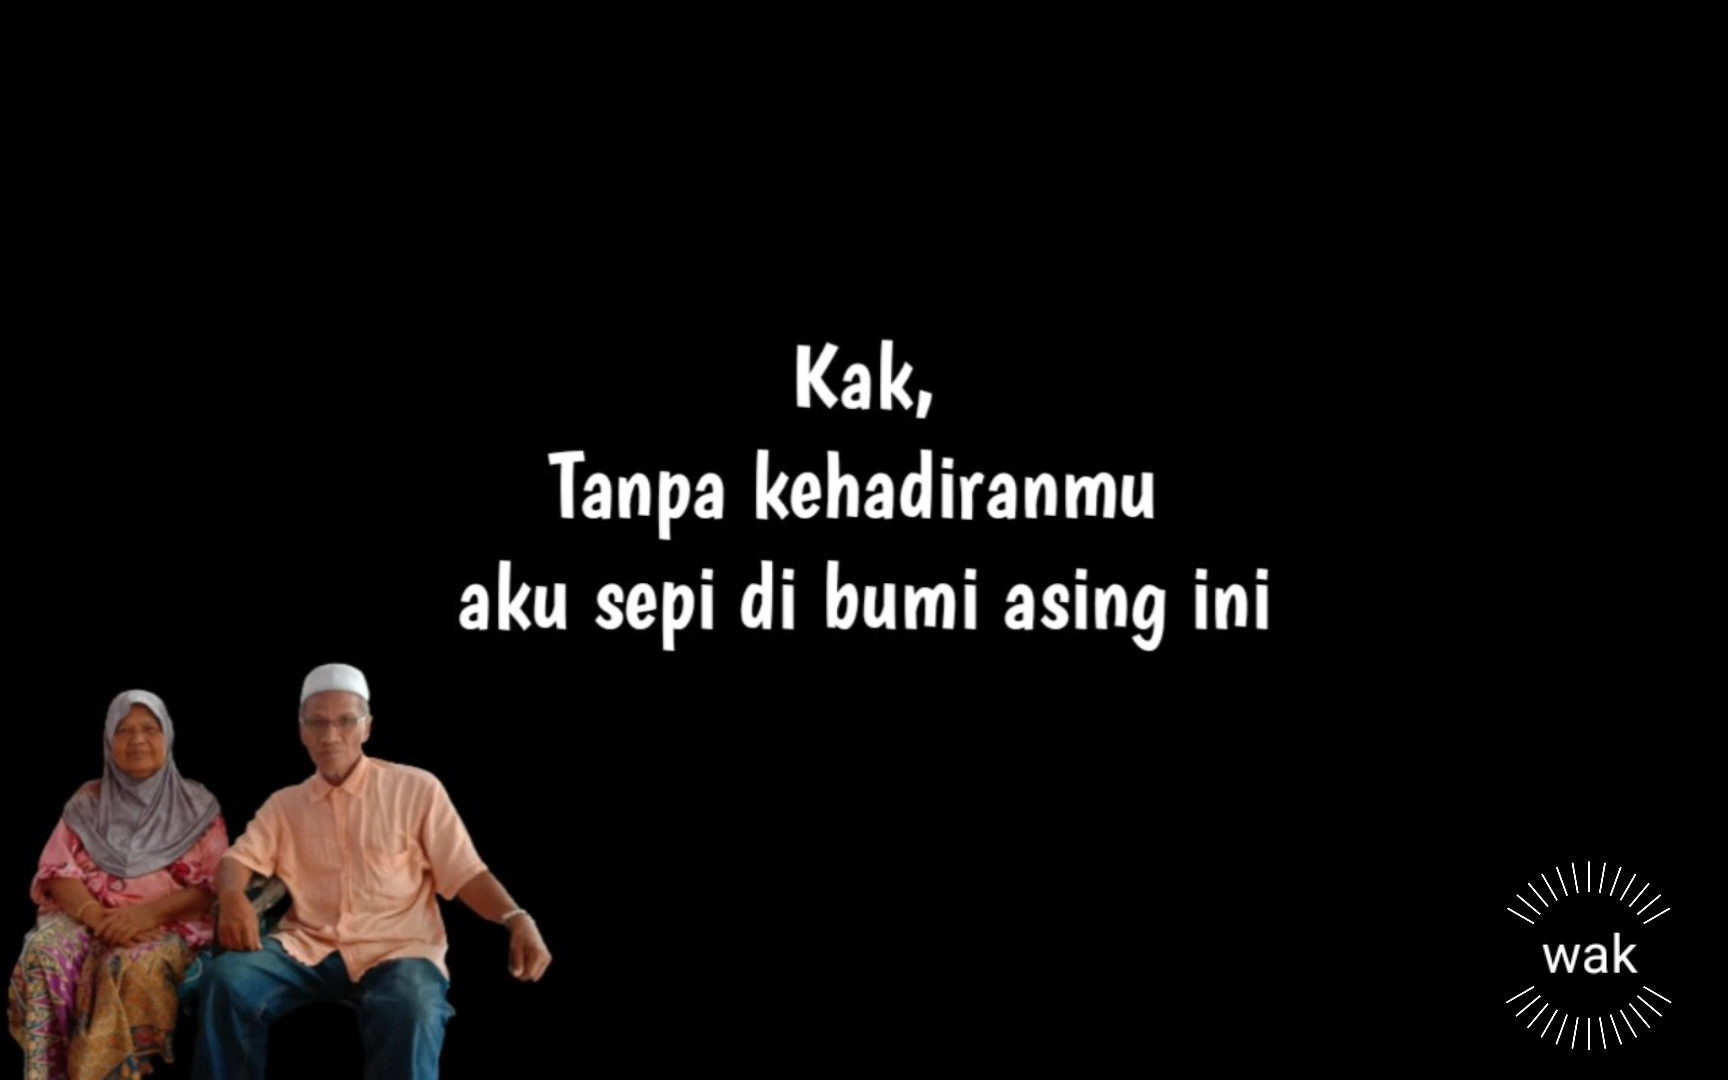 Kak,
Tanpa kehadiranmu
aku sepi di bumi asing ini
wak